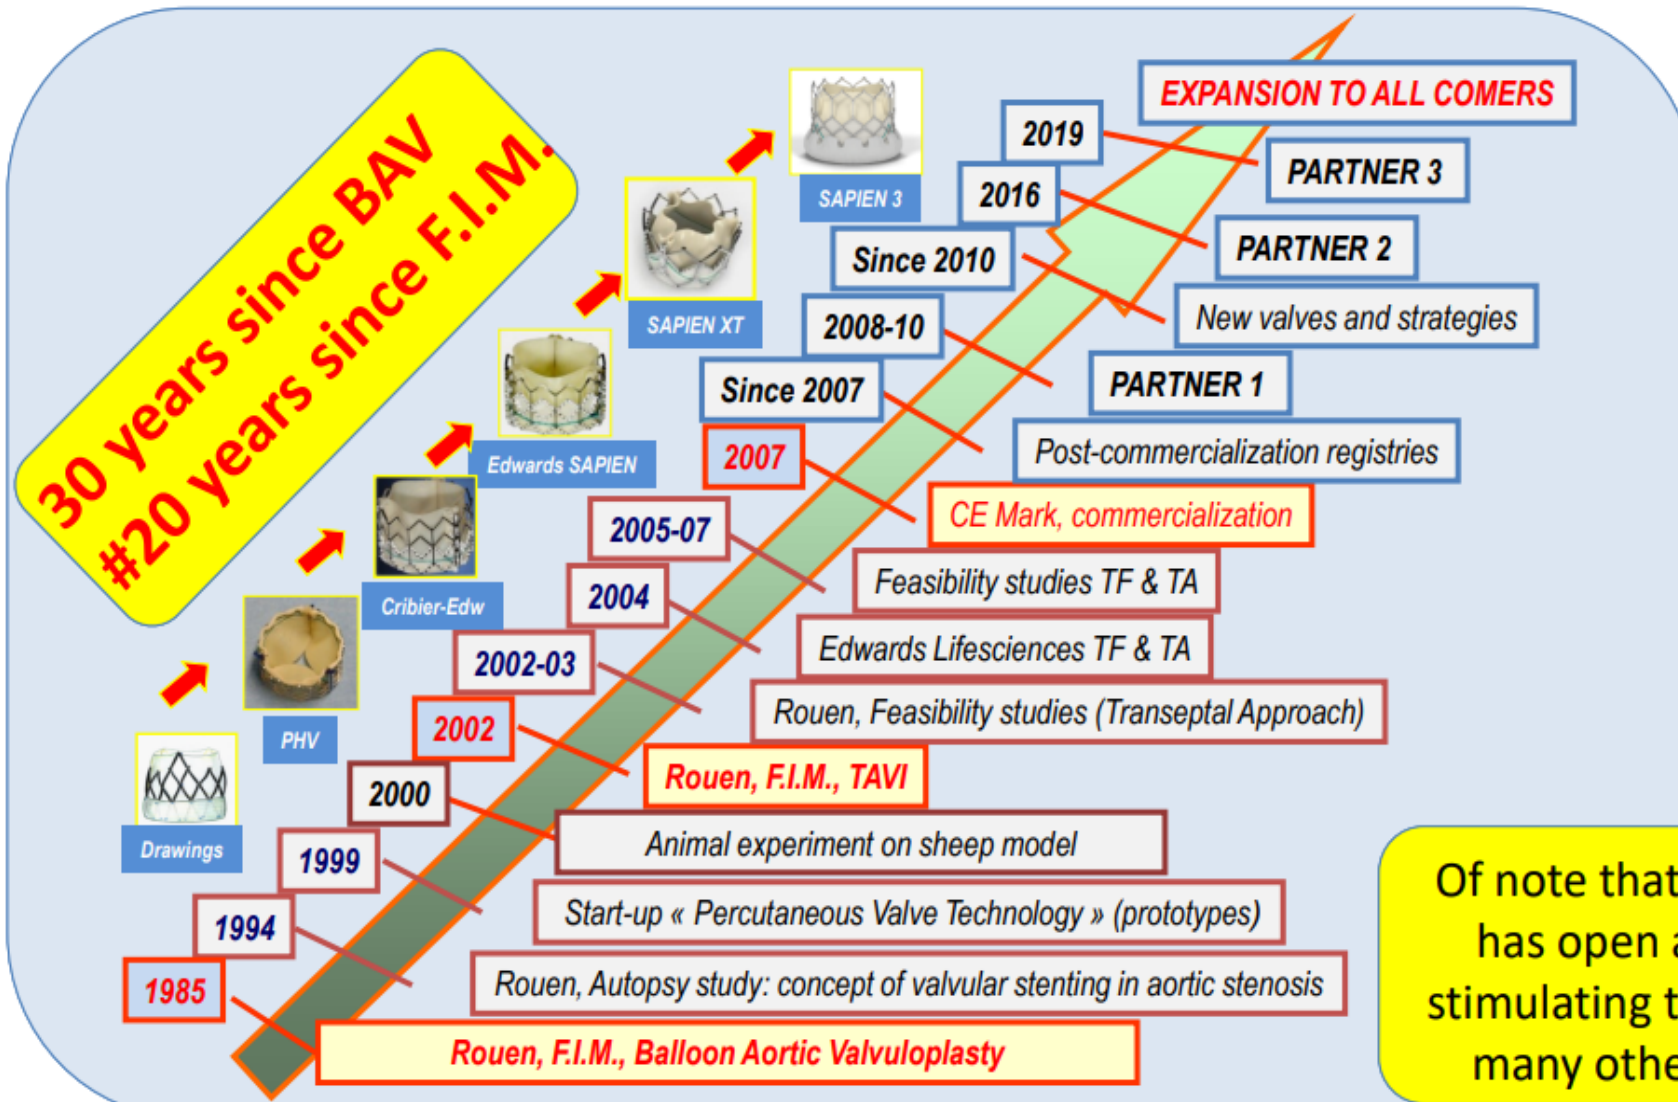 30 years since BAV
#20 years since F.I.M.
EXPANSION TO ALL COMERS
2019
PARTNER 3
2016
PARTNER 2
Since 2010
New valves and strategies
2008-10
PARTNER 1
Since 2007
Post-commercialization registries
2007
CE Mark, commercialization
2005-07
Feasibility studies TF & TA
2004
Edwards Lifesciences TF & TA
2002-03
Rouen, Feasibility studies (Transeptal Approach)
2002
Rouen, F.I.M., TAVI
2000
Animal experiment on sheep model
1999
Start-up « Percutaneous Valve Technology » (prototypes)
1994
Rouen, Autopsy study: concept of valvular stenting in aortic stenosis
1985
Rouen, F.I.M., Balloon Aortic Valvuloplasty
SAPIEN 3
SAPIEN XT
Edwards SAPIEN
Cribier-Edw
PHV
Drawings
Of note that
has open
stimulating
many